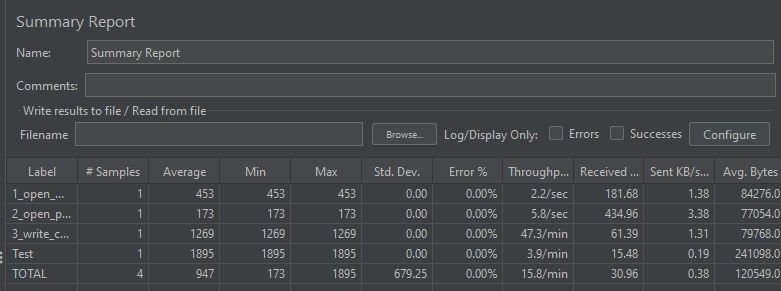 Summary Report
Name: Summary Report
Comments:
Write results to file / Read from file
Filename Browse... Log/Display Only: Errors Successes Configure
Label # Samples Average Min Max Std. Dev. Error % Throughp... Received ... Sent KB/s... Avg. Bytes
1_open_... 1 453 453 453 0.00 0.00% 2.2/sec 181.68 1.38 84276.0
2_open_p... 1 173 173 173 0.00 0.00% 5.8/sec 434.96 3.38 77054.0
3_write_c... 1 1269 1269 1269 0.00 0.00% 47.3/min 61.39 1.31 79768.0
Test 1 1895 1895 1895 0.00 0.00% 3.9/min 15.48 0.19 241098.0
TOTAL 4 947 173 1895 679.25 0.00% 15.8/min 30.96 0.38 120549.0